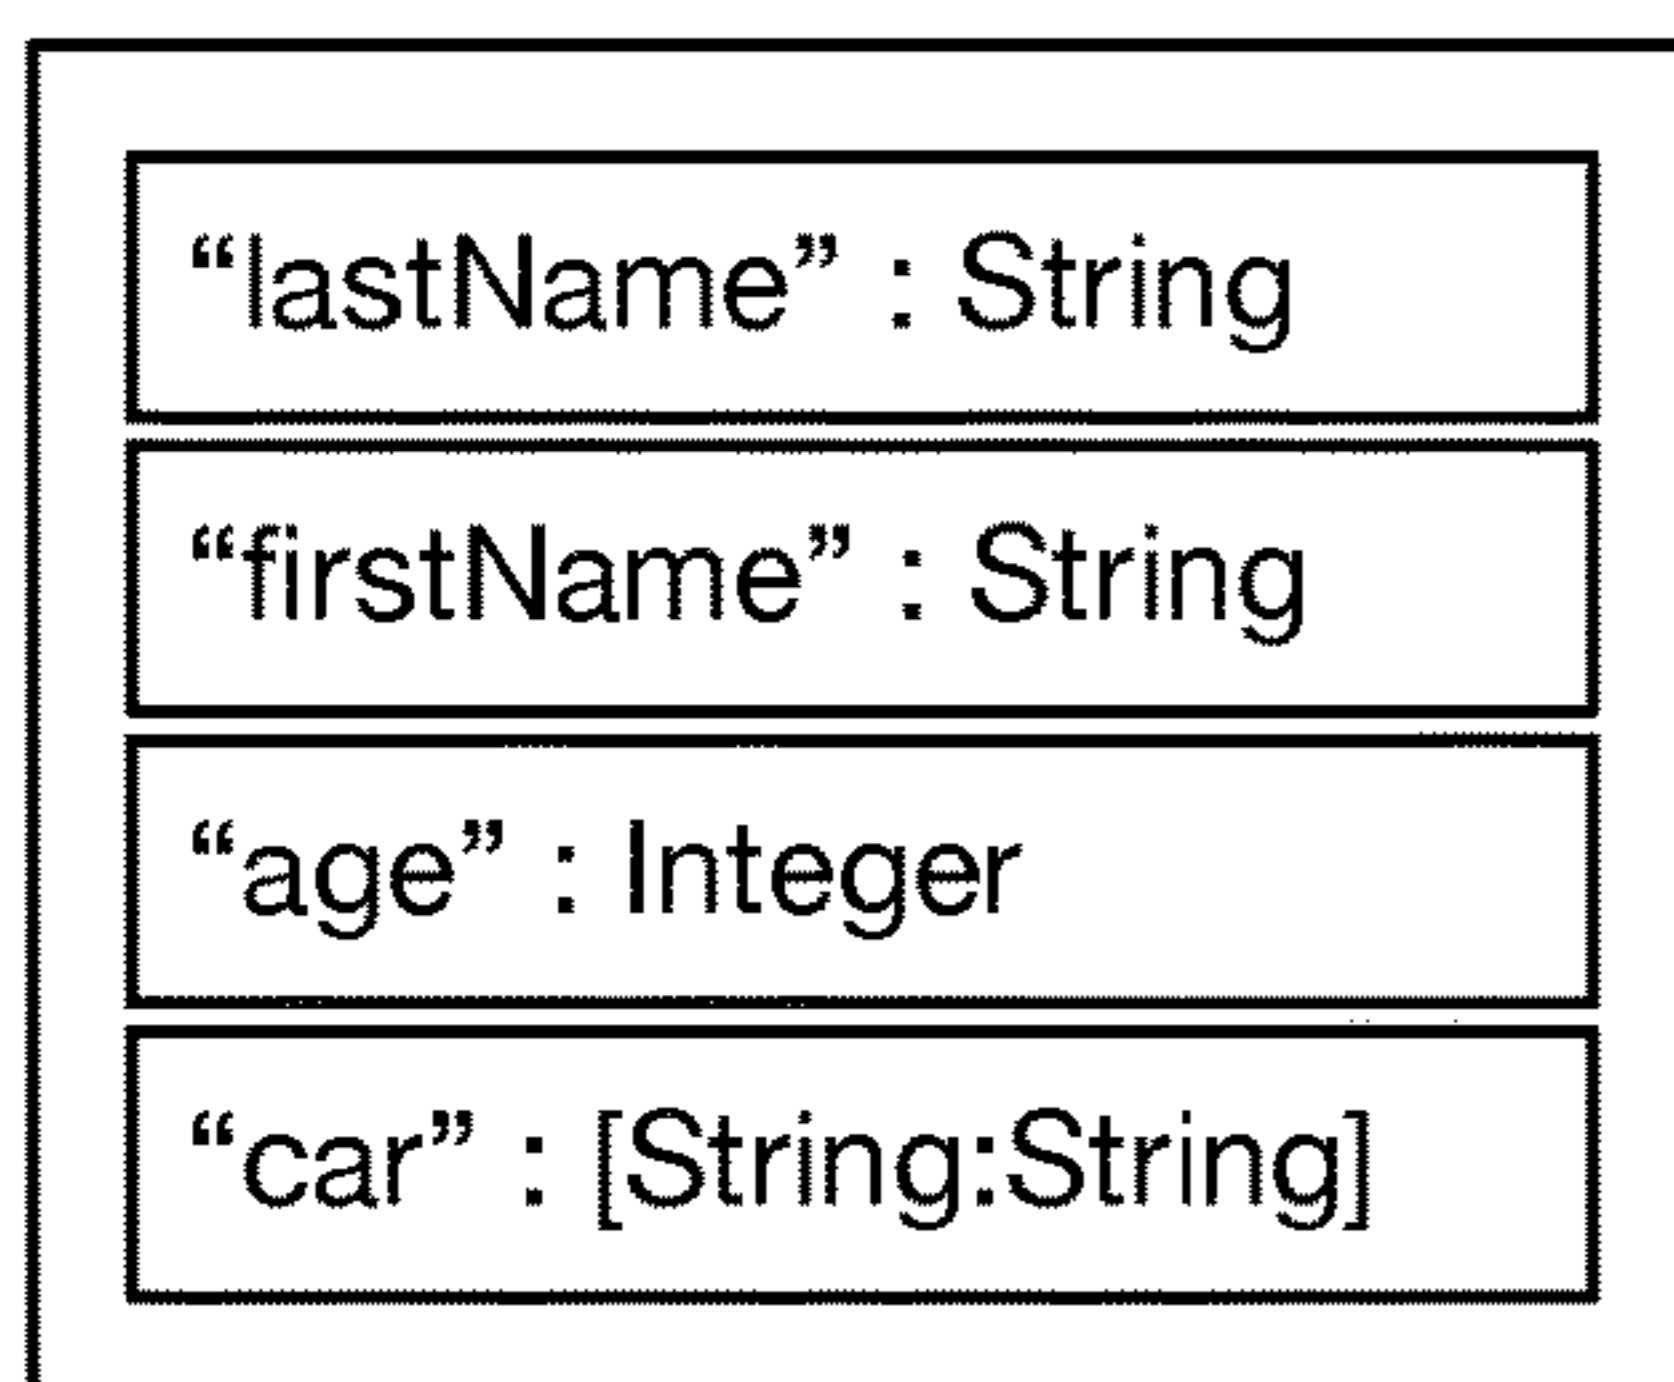 “lastName” : String
“firstName” : String
“age” : Integer
“car” : [String:String]